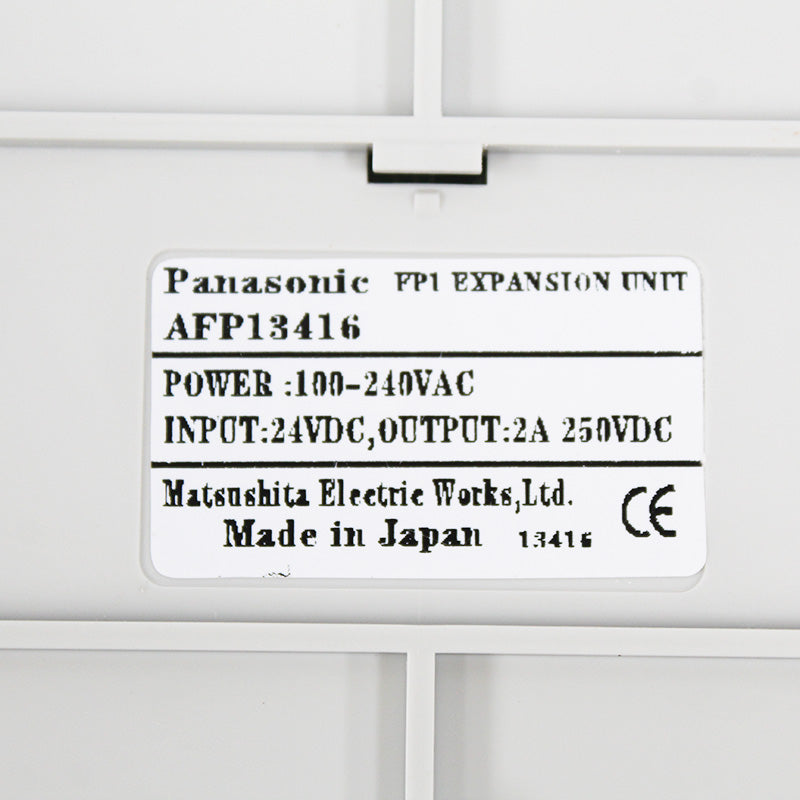 Panasonic FP1 EXPANSION UNIT
AFP13416
POWER :100-240VAC
INPUT:24VDC,OUTPUT:2A 250VDC
Matsushita Electric Works,Ltd.
CE
Made in Japan 13416